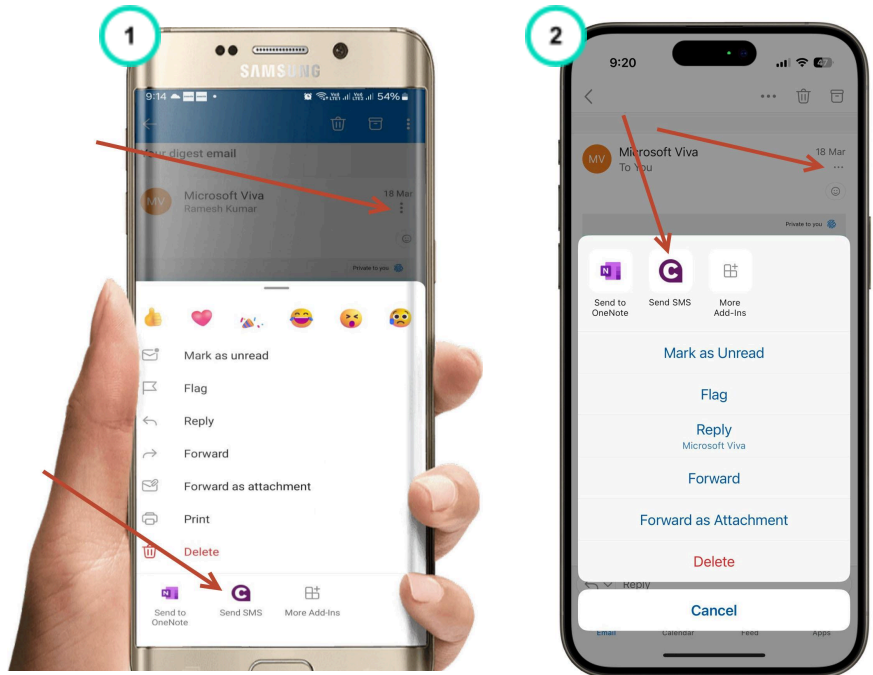 1
SAMSUNG
9:14
54%
Your digest email
Microsoft Viva
18 Mar
Ramesh Kumar
MV
Private to you
Mark as unread
Flag
Reply
Forward
Forward as attachment
Print
Delete
N
Send to
OneNote
Send SMS
More Add-Ins
2
9:20
47
MV
Microsoft Viva
18 Mar
To You
Private to you
N
Send to
OneNote
Send SMS
More
Add-Ins
Mark as Unread
Flag
Reply
Microsoft Viva
Forward
Forward as Attachment
Delete
Reply
Cancel
Email
Calendar
Feed
Apps